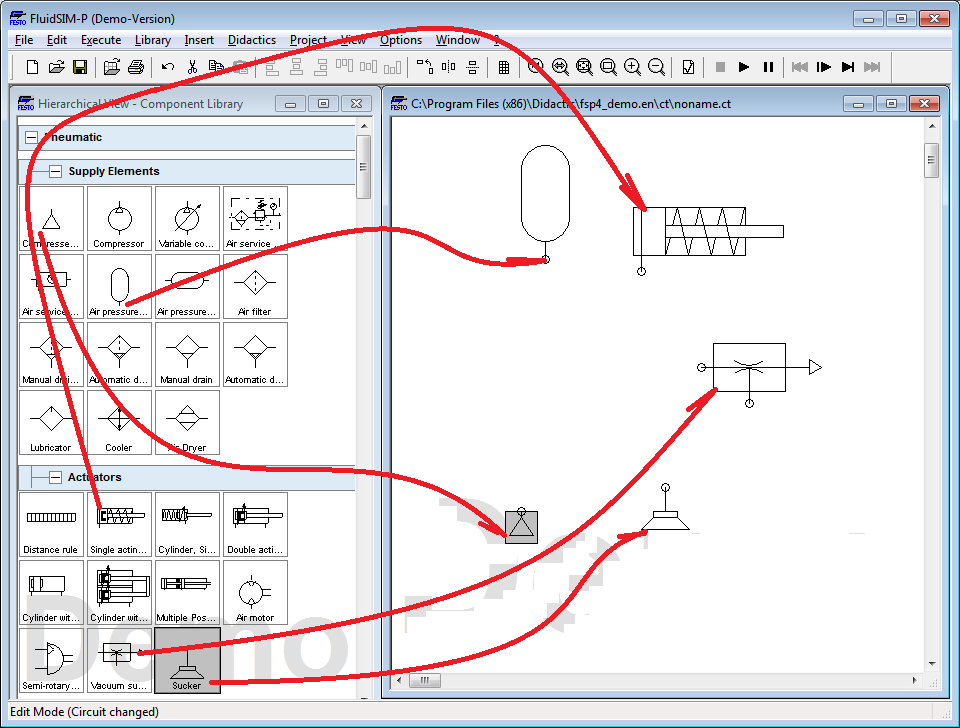 FluidSIM-P (Demo-Version)
File Edit Execute Library Insert Didactics Project View Options Window ?
Hierarchical View - Component Library
C:\Program Files (x86)\Didactic\fsp4_demo.en\ct\noname.ct
Pneumatic
Supply Elements
Compresse... Compressor Variable co... Air service ...
Air service ... Air pressure... Air pressure... Air filter
Manual drai... Automatic d... Manual drain Automatic d...
Lubricator Cooler Air Dryer
Actuators
Distance rule Single actin... Cylinder, Si... Double acti...
Cylinder wit... Cylinder wit... Multiple Pos... Air motor
Semi-rotary... Vacuum su... Sucker
Demo
Edit Mode (Circuit changed)